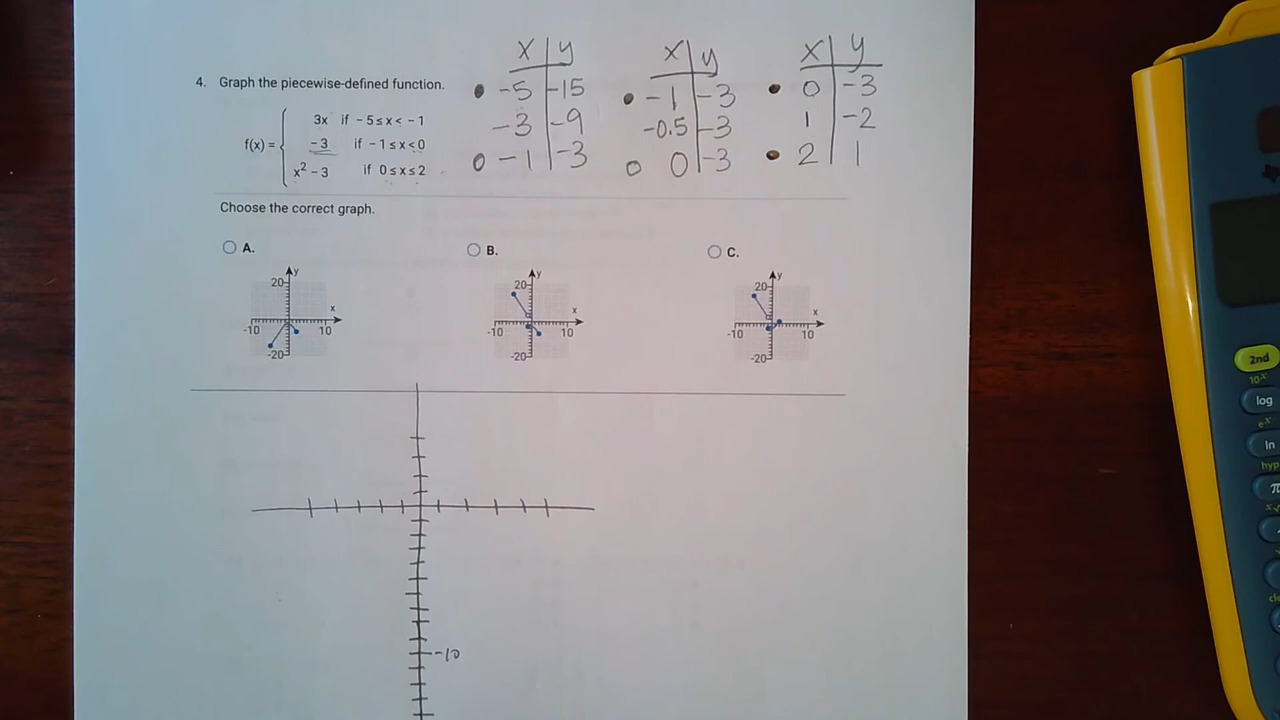 4. Graph the piecewise-defined function.
f(x) =
3x if -5 ≤ x < -1
-3 if -1 ≤ x < 0
x² - 3 if 0 ≤ x ≤ 2
x | y
-5 | -15
-3 | -9
-1 | -3
x | y
-1 | -3
-0.5 | -3
0 | -3
x | y
0 | -3
1 | -2
2 | 1
Choose the correct graph.
A.
y
20
x
-10 10
-20
B.
y
20
x
-10 10
-20
C.
y
20
x
-10 10
-20
-10
2nd
10ˣ
log
eˣ
ln
hyp
π